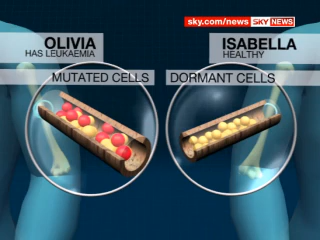 sky.com/news sky NEWS
OLIVIA
HAS LEUKAEMIA
ISABELLA
HEALTHY
MUTATED CELLS
DORMANT CELLS